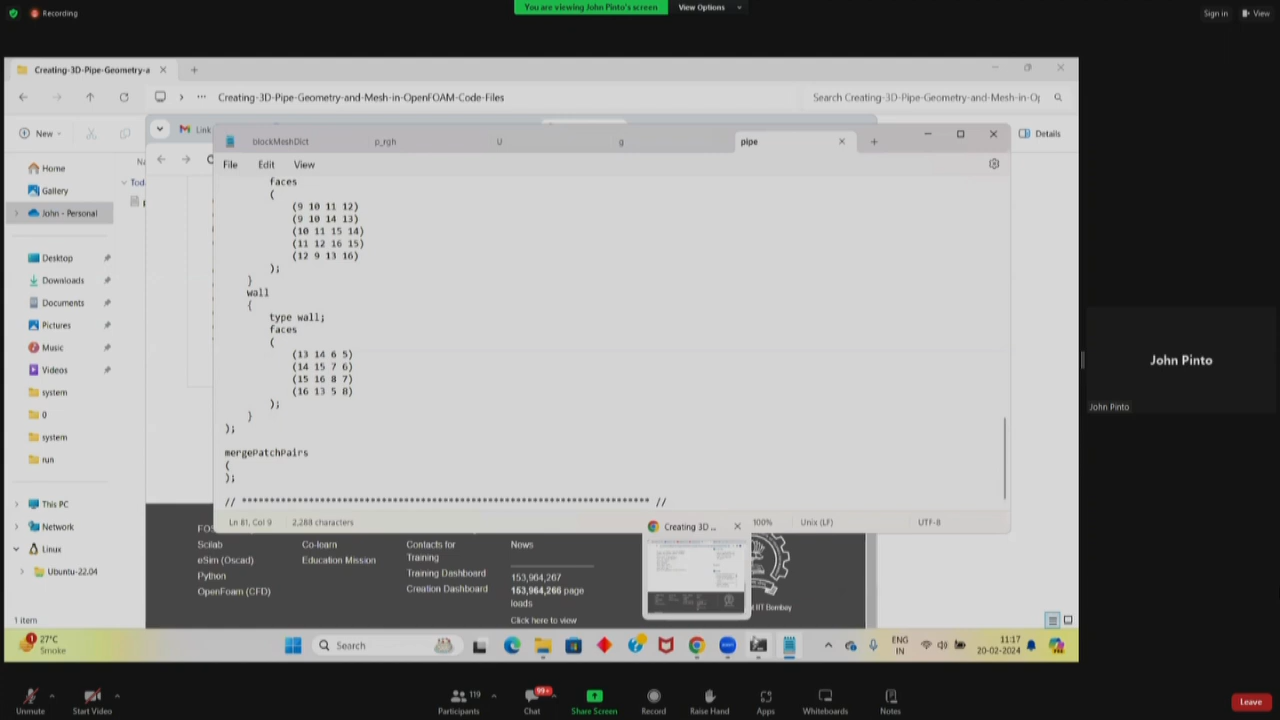 Recording
You are viewing John Pinto's screen
View Options
Sign in
View
Creating-3D-Pipe-Geometry-a
Creating-3D-Pipe-Geometry-and-Mesh-in-OpenFOAM-Code-Files
Search Creating-3D-Pipe-Geometry-and-Mesh-in-Op
New
Link
Details
blockMeshDict
p_rgh
U
g
pipe
File
Edit
View
Home
Gallery
John - Personal
Desktop
Downloads
Documents
Pictures
Music
Videos
system
0
system
run
This PC
Network
Linux
Ubuntu-22.04
1 item
Na
Tod
faces
(
(9 10 11 12)
(9 10 14 13)
(10 11 15 14)
(11 12 16 15)
(12 9 13 16)
);
}
wall
{
type wall;
faces
(
(13 14 6 5)
(14 15 7 6)
(15 16 8 7)
(16 13 5 8)
);
}
);
mergePatchPairs
(
);
// ************************************************************************* //
Ln 81, Col 9
2,288 characters
100%
Unix (LF)
UTF-8
Creating 3D ...
FOS
Scilab
eSim (Oscad)
Python
OpenFoam (CFD)
Co-learn
Education Mission
Contacts for
Training
Training Dashboard
Creation Dashboard
News
153,964,267
153,964,266 page
loads
Click here to view
IIT Bombay
27°C
Smoke
Search
ENG
IN
11:17
20-02-2024
John Pinto
John Pinto
Unmute
Start Video
119
Participants
99+
Chat
Share Screen
Record
Raise Hand
Apps
Whiteboards
Notes
Leave